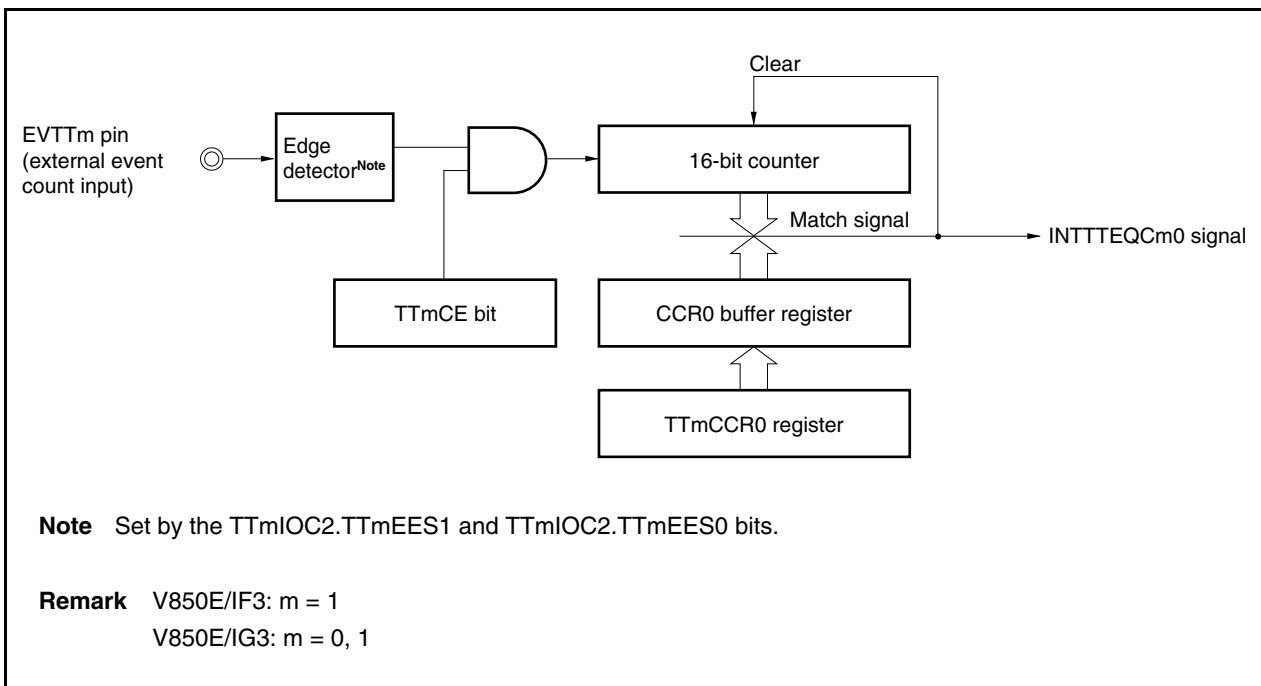 Clear
EVTTm pin
(external event
count input)
Edge
detectorNote
16-bit counter
Match signal
INTTTEQCm0 signal
TTmCE bit
CCR0 buffer register
TTmCCR0 register
Note Set by the TTmIOC2.TTmEES1 and TTmIOC2.TTmEES0 bits.
Remark V850E/IF3: m = 1
V850E/IG3: m = 0, 1